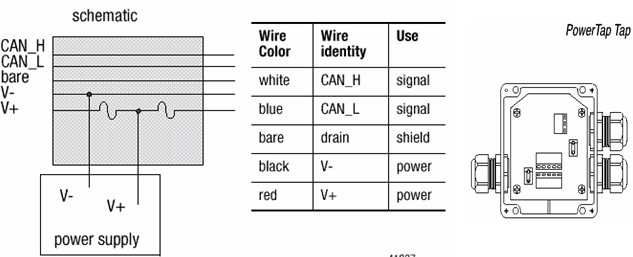 schematic
CAN_H
CAN_L
bare
V-
V+
V-
V+
power supply
Wire Color Wire identity Use
white CAN_H signal
blue CAN_L signal
bare drain shield
black V- power
red V+ power
PowerTap Tap